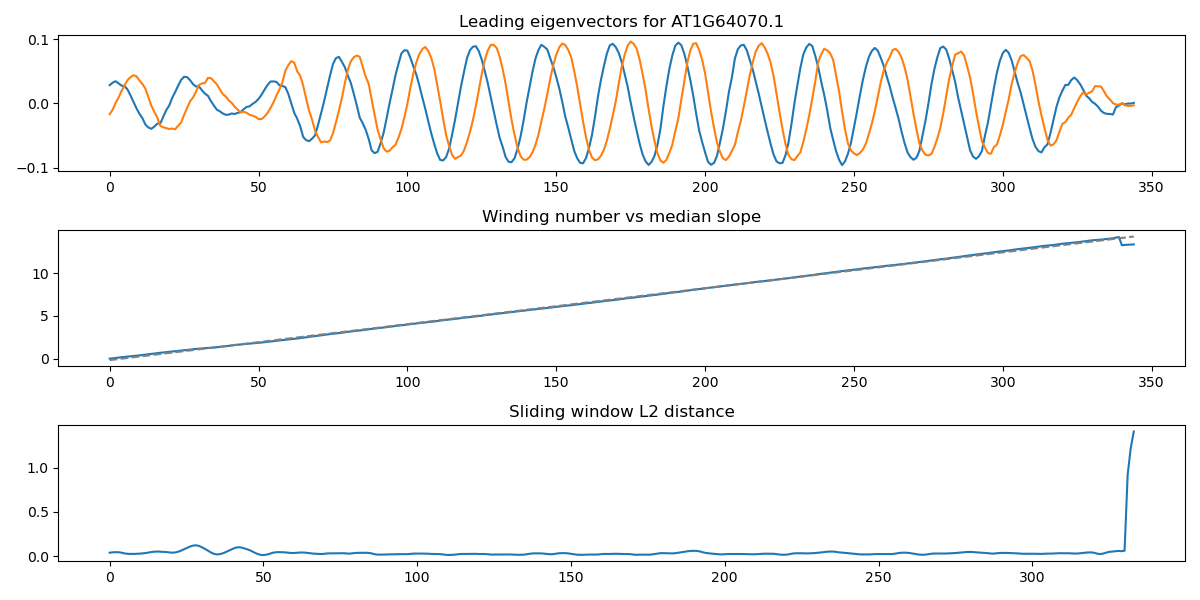 Leading eigenvectors for AT1G64070.1
0.1
0.0
−0.1
0 50 100 150 200 250 300 350
Winding number vs median slope
10
5
0
0 50 100 150 200 250 300 350
Sliding window L2 distance
1.0
0.5
0.0
0 50 100 150 200 250 300